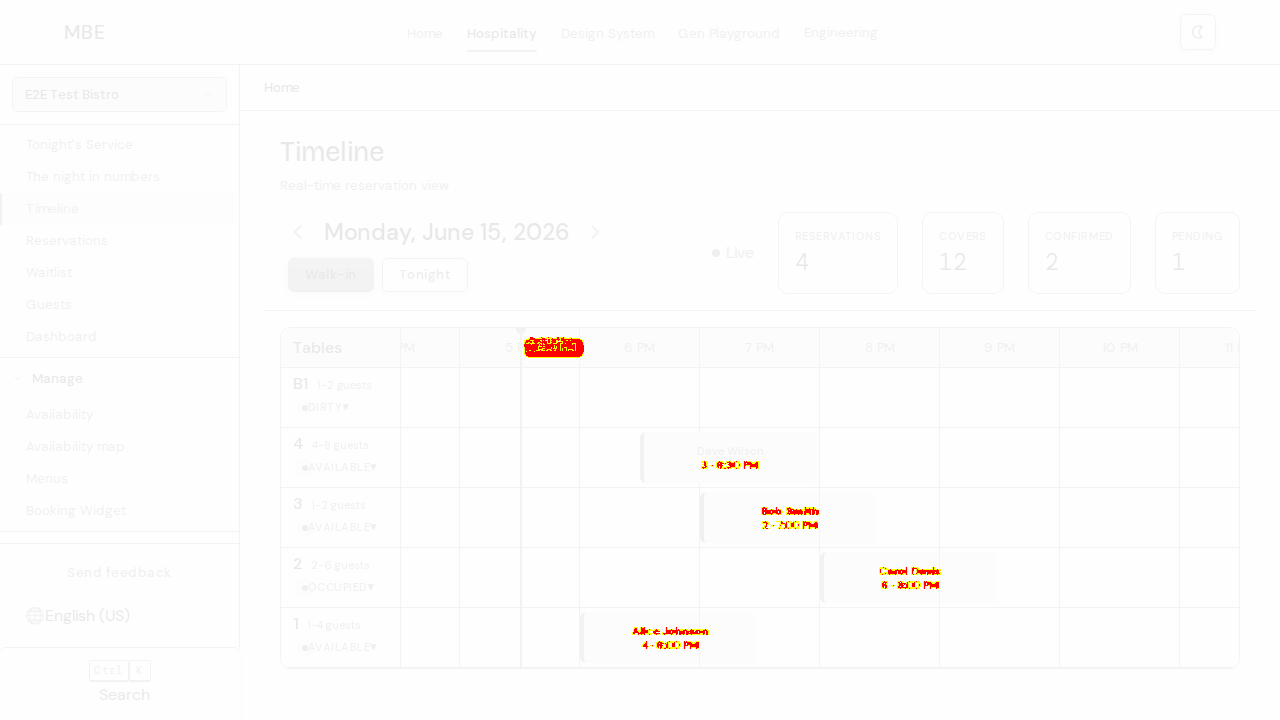 MBE
Home Hospitality Design System Gen Playground Engineering
E2E Test Bistro
Home
Tonight's Service
The night in numbers
Timeline
Reservations
Waitlist
Guests
Dashboard
Manage
Availability
Availability map
Menus
Booking Widget
Send feedback
English (US)
Ctrl K
Search
Timeline
Real-time reservation view
Monday, June 15, 2026
Walk-in Tonight
Live
RESERVATIONS
4
COVERS
12
CONFIRMED
2
PENDING
1
Tables PM 5 6 PM 7 PM 8 PM 9 PM 10 PM 11
B1 1-2 guests
DIRTY
4 4-8 guests
AVAILABLE
Dave Wilson
3 · 6:30 PM
3 1-2 guests
AVAILABLE
Bob Smith
2 · 7:00 PM
2 2-6 guests
OCCUPIED
Carol Davis
6 · 8:00 PM
1 1-4 guests
AVAILABLE
Alice Johnson
4 · 6:00 PM